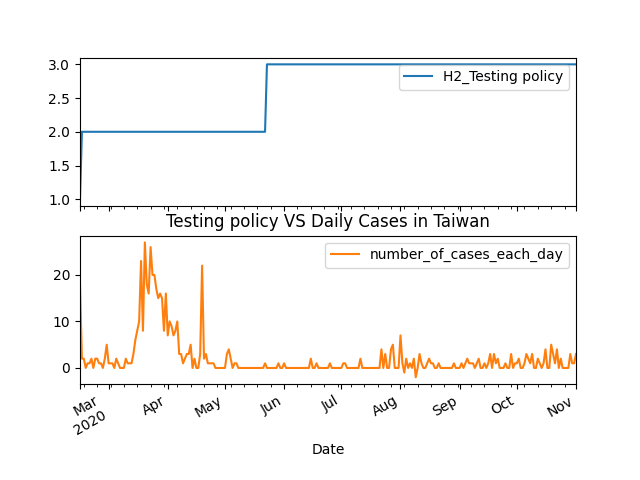 3.0
H2_Testing policy
2.5
2.0
1.5
1.0
Testing policy VS Daily Cases in Taiwan
number_of_cases_each_day
20
10
0
Mar
2020
Apr
May
Jun
Jul
Aug
Sep
Oct
Nov
Date